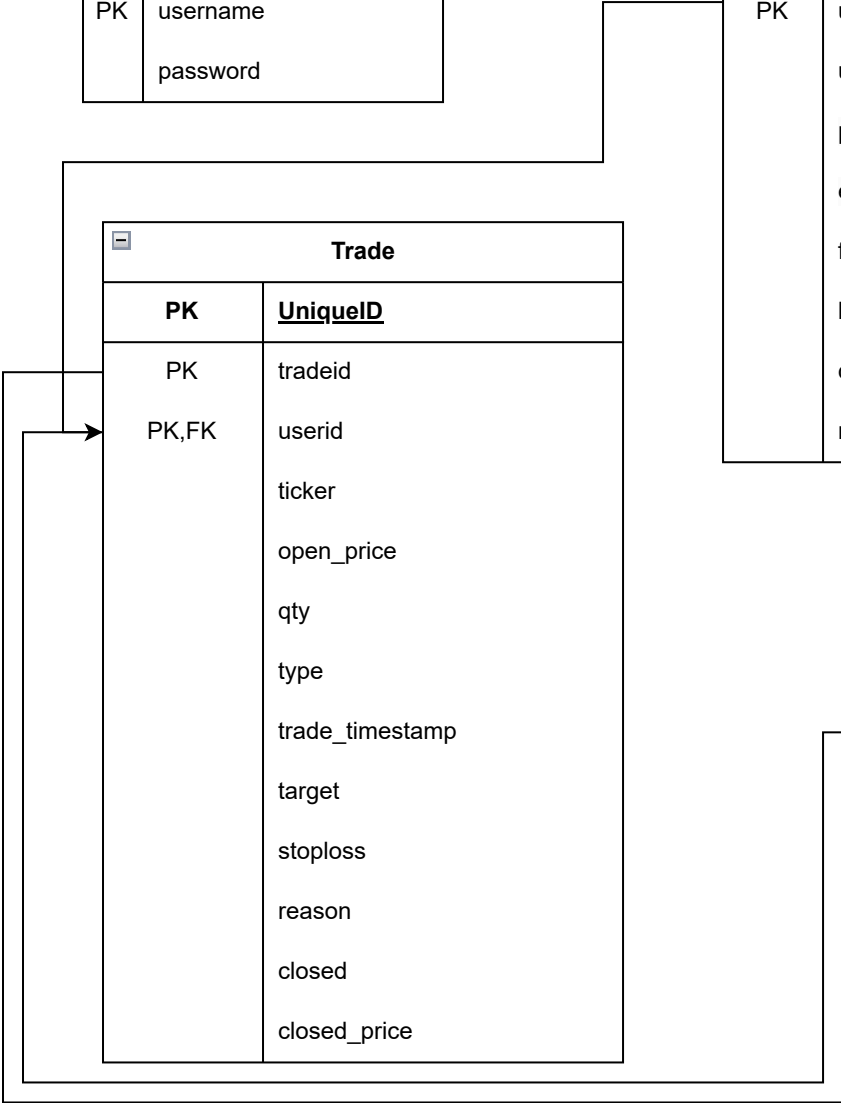 PK username
password
PK
Trade
PK UniqueID
PK tradeid
PK,FK userid
ticker
open_price
qty
type
trade_timestamp
target
stoploss
reason
closed
closed_price